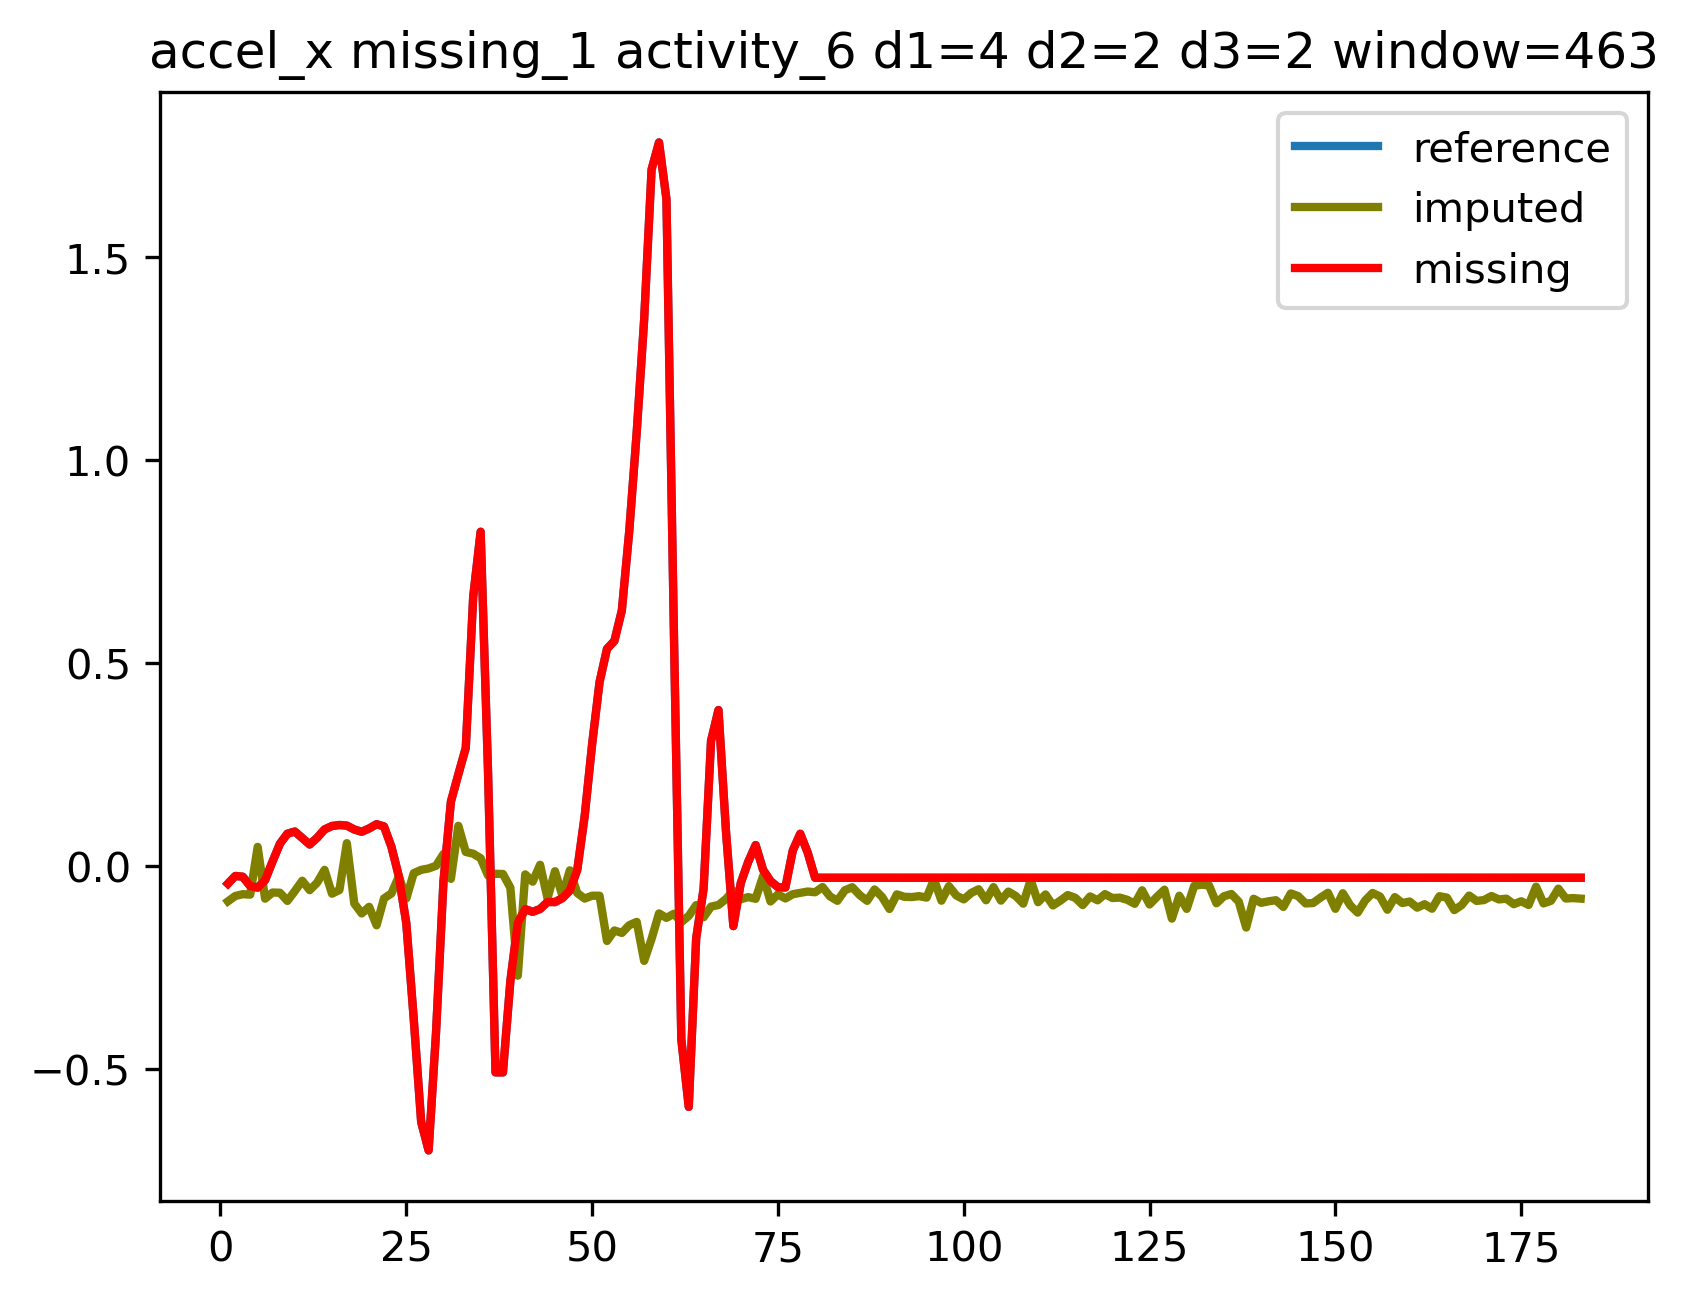 accel_x missing_1 activity_6 d1=4 d2=2 d3=2 window=463
reference
imputed
missing
1.5
1.0
0.5
0.0
−0.5
0 25 50 75 100 125 150 175